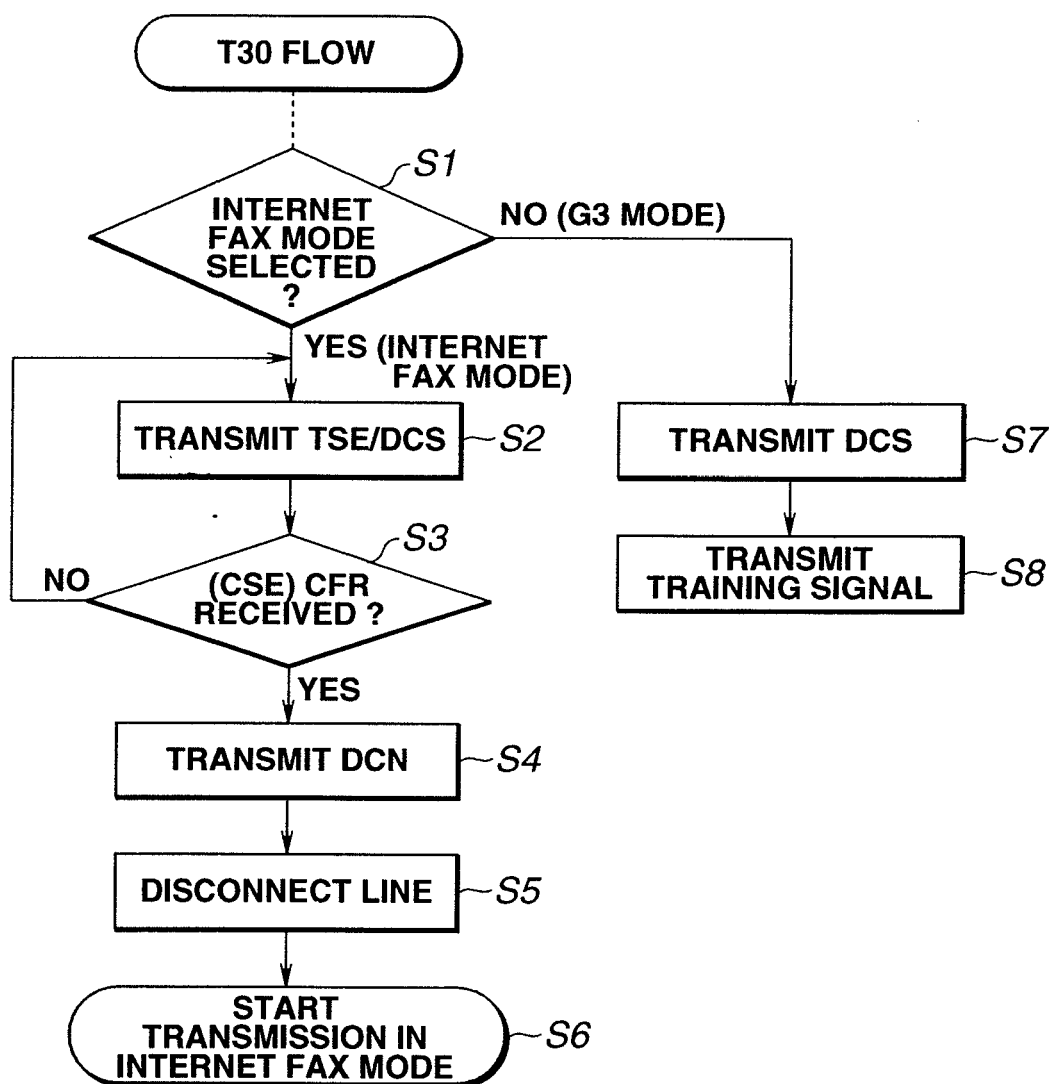 T30 FLOW
S1
INTERNET
FAX MODE
SELECTED
?
NO (G3 MODE)
YES (INTERNET
FAX MODE)
TRANSMIT TSE/DCS
S2
TRANSMIT DCS
S7
S3
(CSE) CFR
RECEIVED ?
NO
TRANSMIT
TRAINING SIGNAL
S8
YES
TRANSMIT DCN
S4
DISCONNECT LINE
S5
START
TRANSMISSION IN
INTERNET FAX MODE
S6